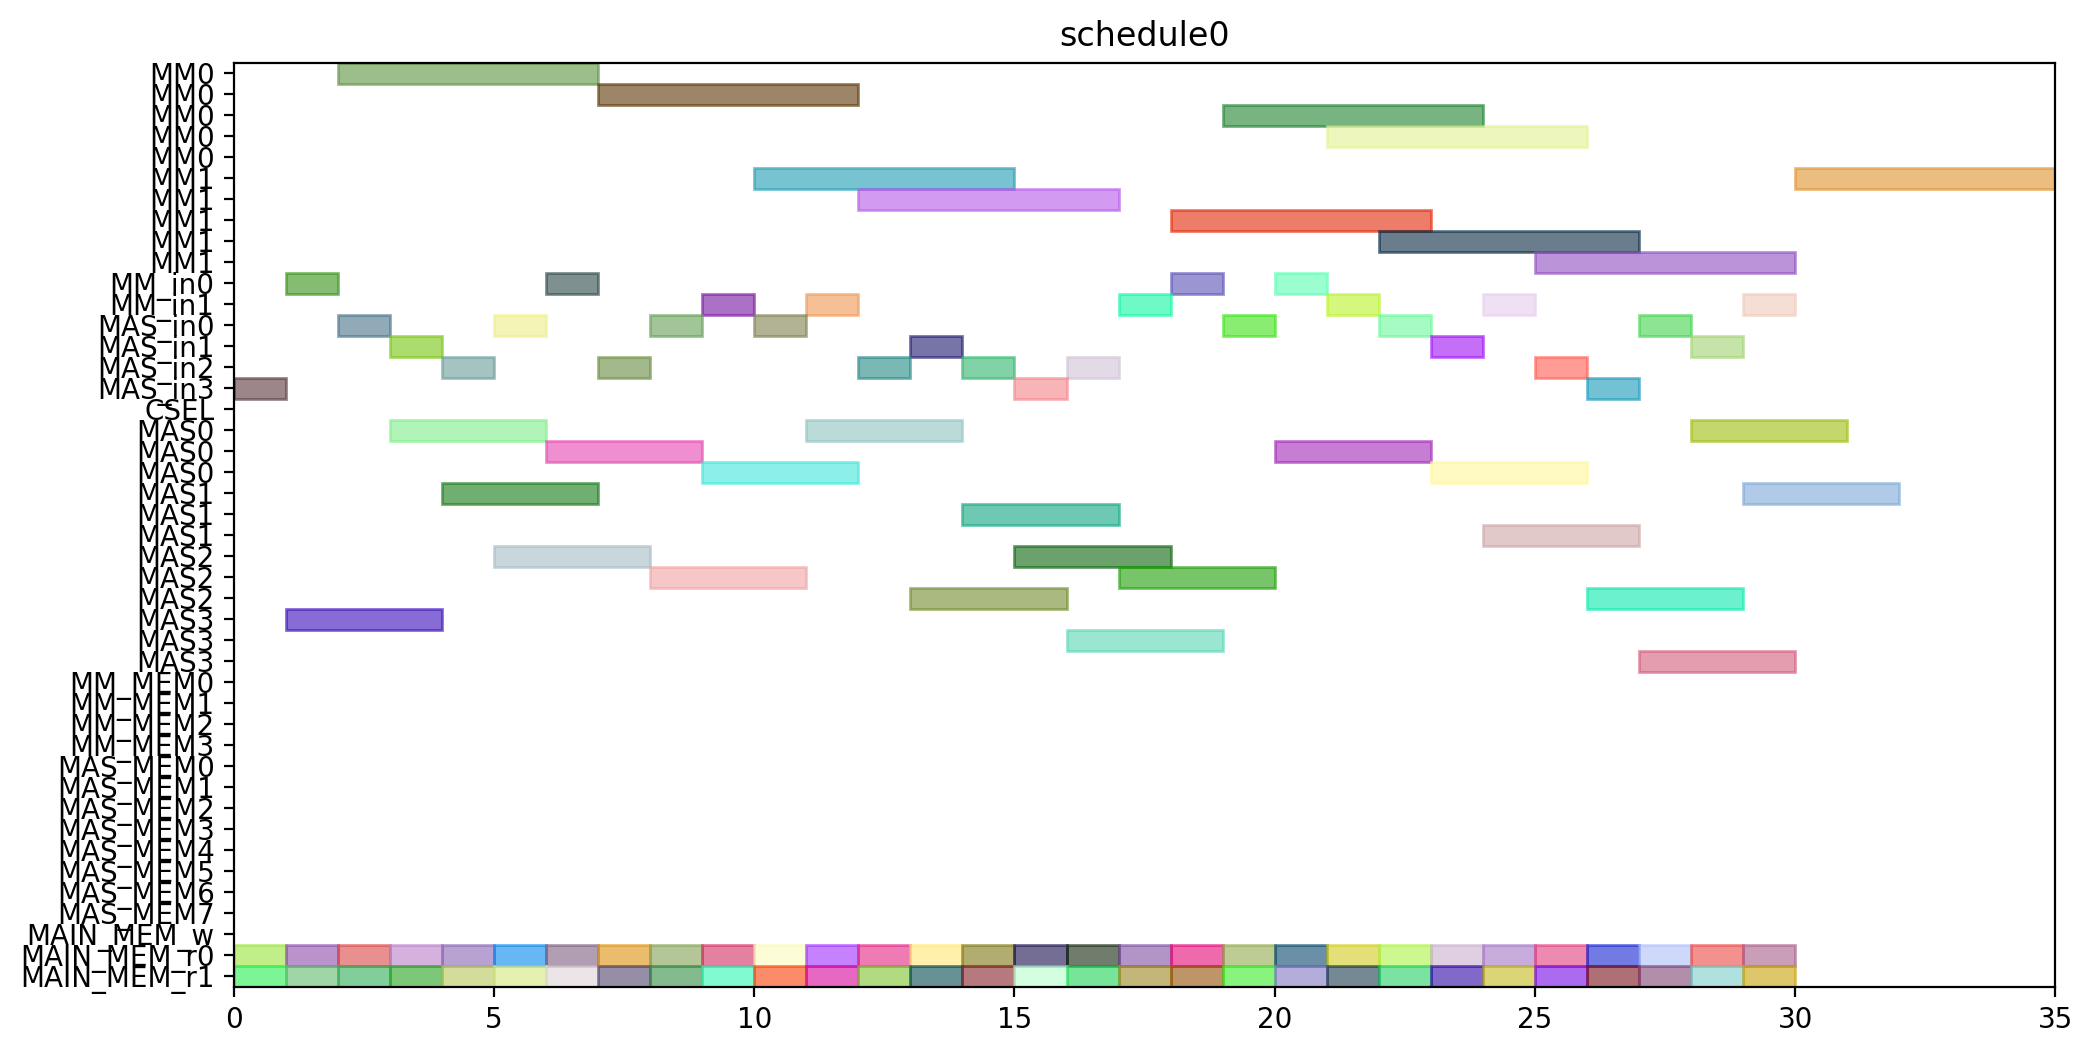 schedule0
MM0
MM0
MM0
MM0
MM0
MM1
MM1
MM1
MM1
MM1
MM_in0
MM_in1
MAS_in0
MAS_in1
MAS_in2
MAS_in3
CSEL
MAS0
MAS0
MAS0
MAS1
MAS1
MAS1
MAS2
MAS2
MAS2
MAS3
MAS3
MAS3
MM_MEM0
MM_MEM1
MM_MEM2
MM_MEM3
MAS_MEM0
MAS_MEM1
MAS_MEM2
MAS_MEM3
MAS_MEM4
MAS_MEM5
MAS_MEM6
MAS_MEM7
MAIN_MEM_w
MAIN_MEM_r0
MAIN_MEM_r1
0 5 10 15 20 25 30 35